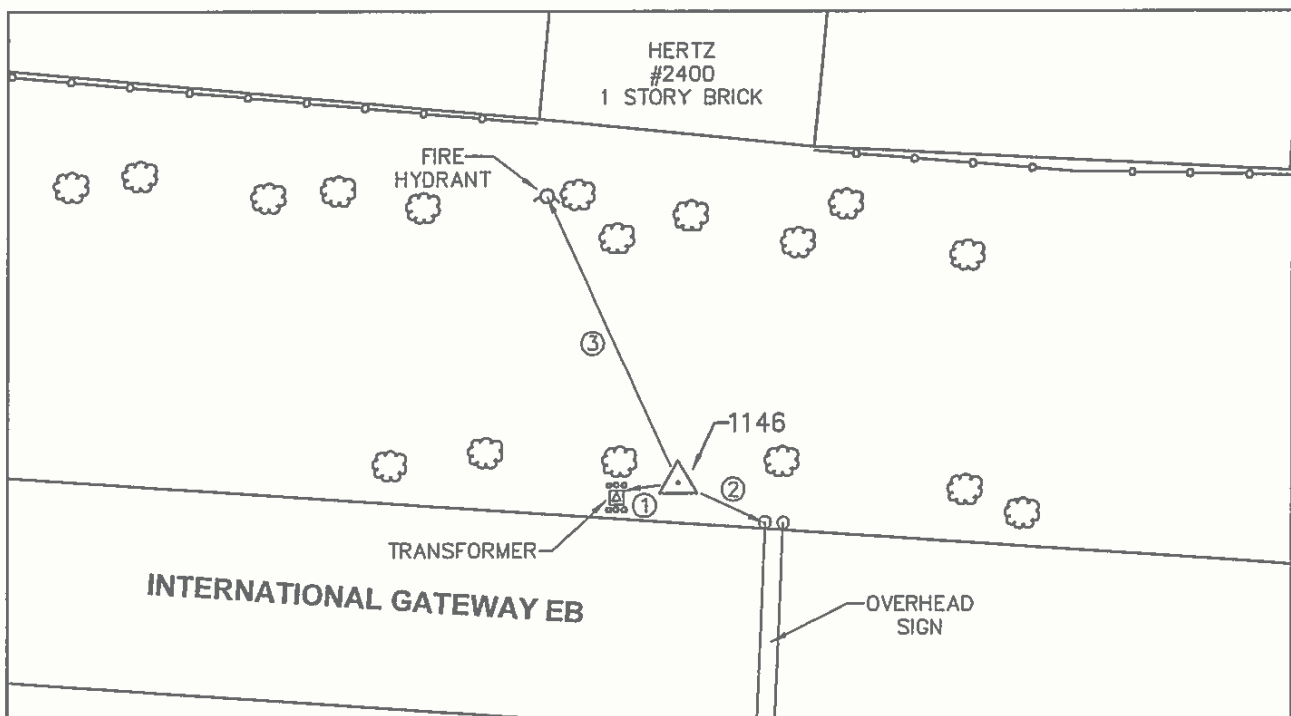 HERTZ
#2400
1 STORY BRICK
FIRE
HYDRANT
3
1146
2
1
TRANSFORMER
INTERNATIONAL GATEWAY EB
OVERHEAD
SIGN